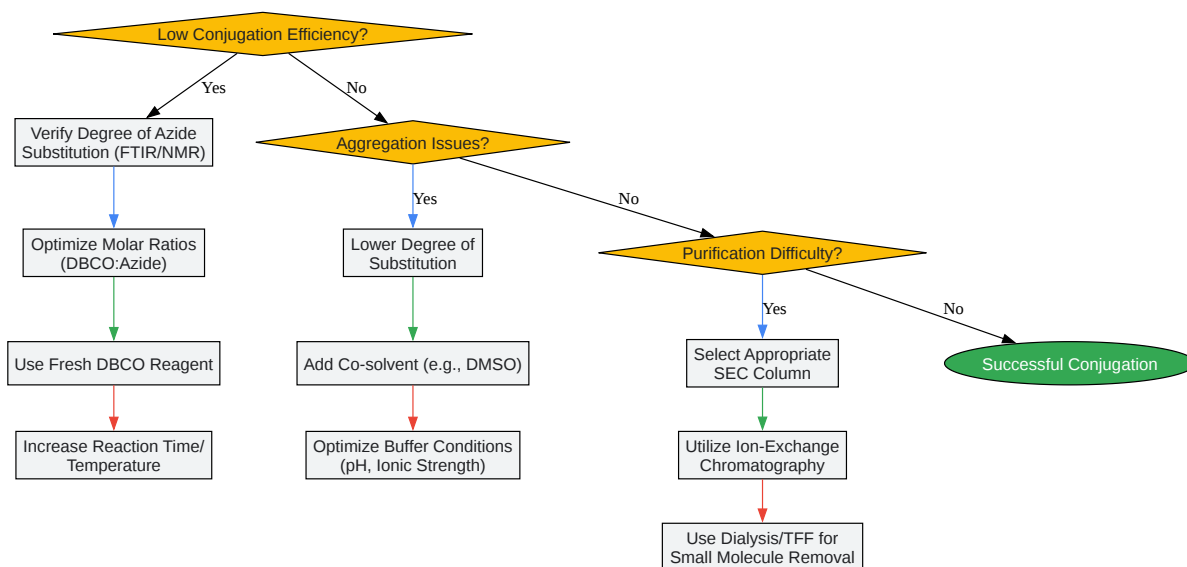 Low Conjugation Efficiency?
Yes
No
Verify Degree of Azide
Substitution (FTIR/NMR)
Aggregation Issues?
Yes
No
Optimize Molar Ratios
(DBCO:Azide)
Lower Degree of
Substitution
Purification Difficulty?
Yes
No
Use Fresh DBCO Reagent
Add Co-solvent (e.g., DMSO)
Select Appropriate
SEC Column
Successful Conjugation
Increase Reaction Time/
Temperature
Optimize Buffer Conditions
(pH, Ionic Strength)
Utilize Ion-Exchange
Chromatography
Use Dialysis/TFF for
Small Molecule Removal